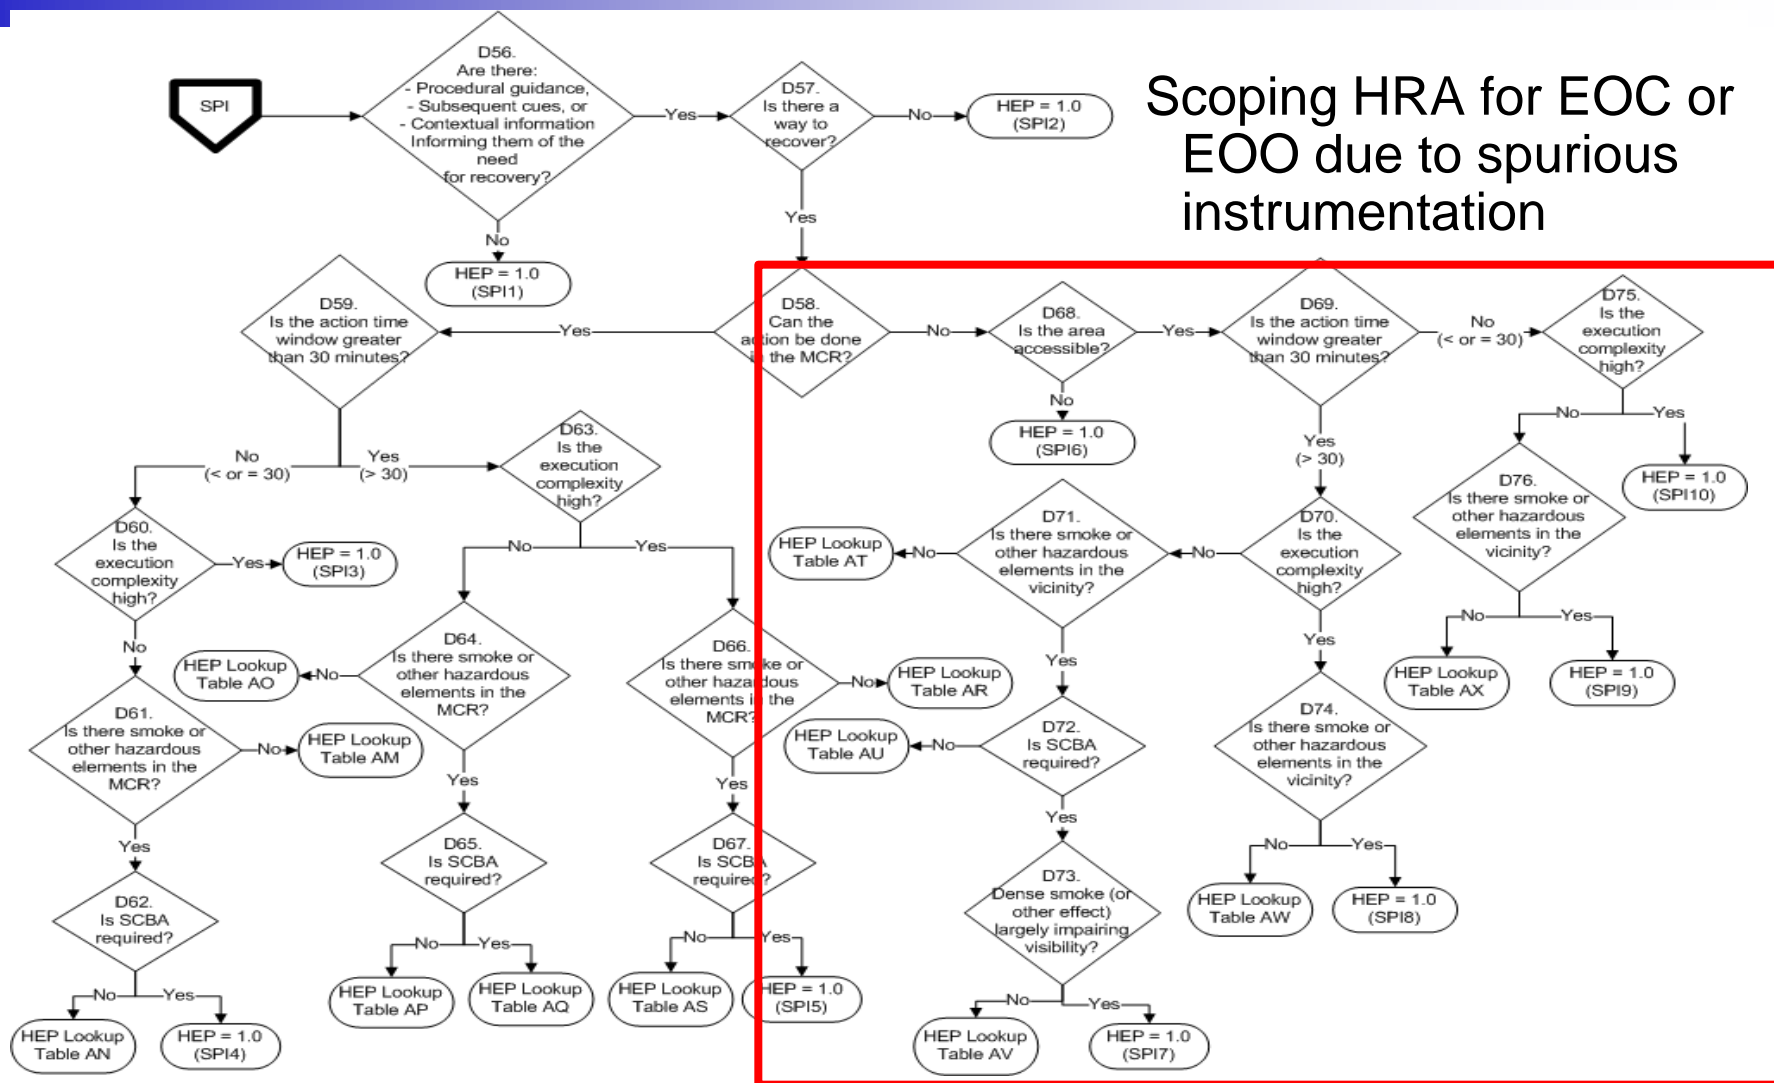 Scoping HRA for EOC or
EOO due to spurious
instrumentation
SPI
D56.
Are there:
- Procedural guidance,
- Subsequent cues, or
- Contextual information
Informing them of the
need
for recovery?
Yes
No
HEP = 1.0
(SPI1)
D57.
Is there a
way to
recover?
No
HEP = 1.0
(SPI2)
Yes
D58.
Can the
action be done
in the MCR?
Yes
No
D59.
Is the action time
window greater
than 30 minutes?
No
(< or = 30)
Yes
(> 30)
D60.
Is the
execution
complexity
high?
Yes
HEP = 1.0
(SPI3)
No
D61.
Is there smoke or
other hazardous
elements in the
MCR?
No
HEP Lookup
Table AM
Yes
D62.
Is SCBA
required?
No
Yes
HEP Lookup
Table AN
HEP = 1.0
(SPI4)
D63.
Is the
execution
complexity
high?
No
Yes
D64.
Is there smoke or
other hazardous
elements in the
MCR?
No
HEP Lookup
Table AO
Yes
D65.
Is SCBA
required?
No
Yes
HEP Lookup
Table AP
HEP Lookup
Table AQ
D66.
Is there smoke or
other hazardous
elements in the
MCR?
No
HEP Lookup
Table AR
Yes
D67.
Is SCBA
required?
No
Yes
HEP Lookup
Table AS
HEP = 1.0
(SPI5)
D68.
Is the area
accessible?
Yes
No
HEP = 1.0
(SPI6)
D69.
Is the action time
window greater
than 30 minutes?
No
(< or = 30)
Yes
(> 30)
D70.
Is the
execution
complexity
high?
No
Yes
D71.
Is there smoke or
other hazardous
elements in the
vicinity?
No
HEP Lookup
Table AT
Yes
D72.
Is SCBA
required?
No
HEP Lookup
Table AU
Yes
D73.
Dense smoke (or
other effect)
largely impairing
visibility?
No
Yes
HEP Lookup
Table AV
HEP = 1.0
(SPI7)
D74.
Is there smoke or
other hazardous
elements in the
vicinity?
No
Yes
HEP Lookup
Table AW
HEP = 1.0
(SPI8)
D75.
Is the
execution
complexity
high?
No
Yes
HEP = 1.0
(SPI10)
D76.
Is there smoke or
other hazardous
elements in the
vicinity?
No
Yes
HEP Lookup
Table AX
HEP = 1.0
(SPI9)